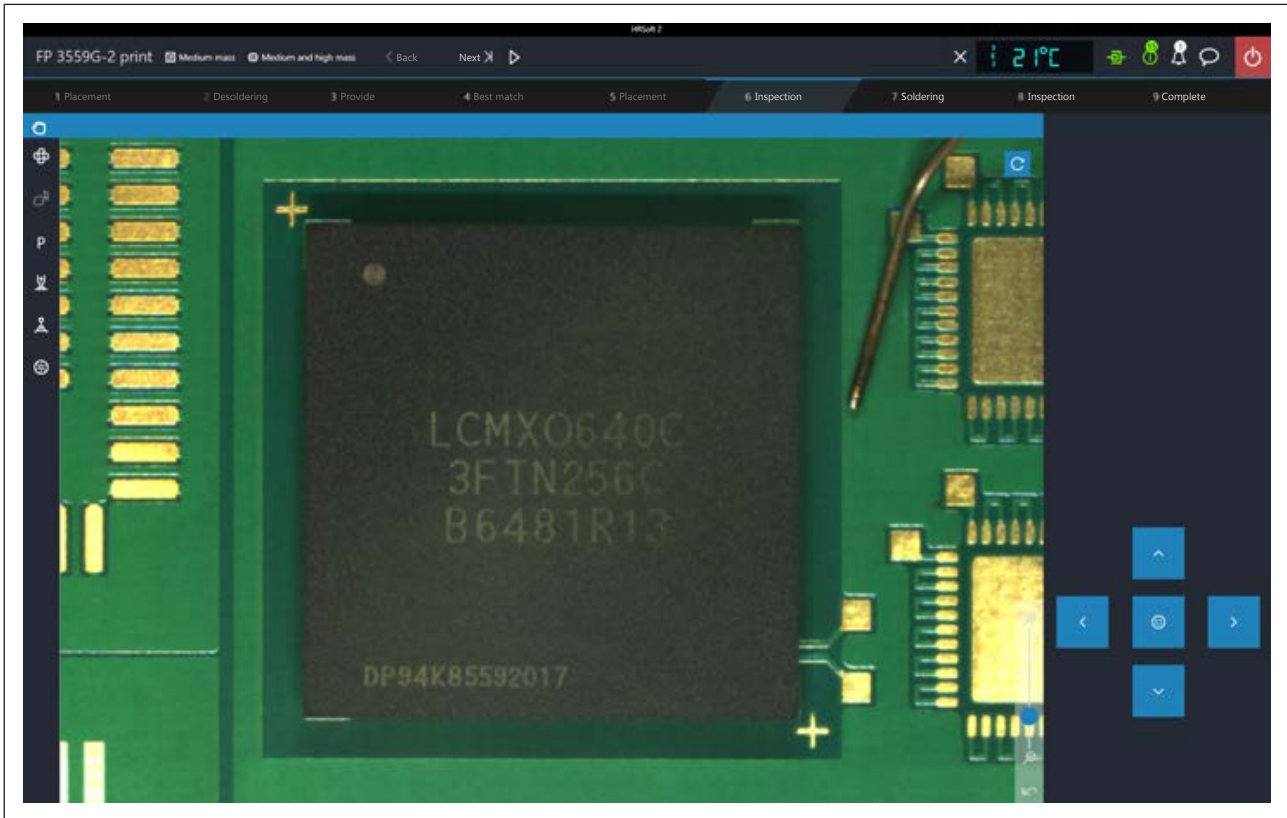 HRSoft 2
FP 3559G-2 print
Medium mass
Medium and high mass
Back
Next
21°C
1 Placement
2 Desoldering
3 Provide
4 Best match
5 Placement
6 Inspection
7 Soldering
8 Inspection
9 Complete
P
LCMXO640C
3FTN256C
B6481R13
DP94K85592017